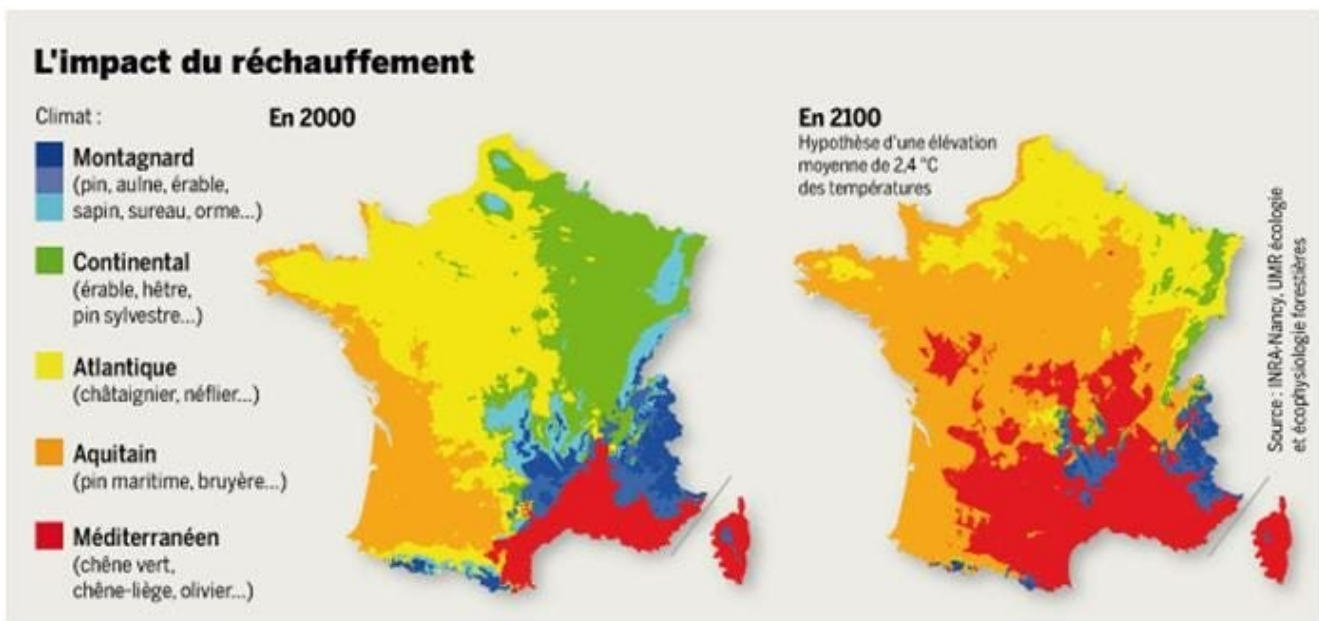 L'impact du réchauffement
Climat :
Montagnard
(pin, aulne, érable,
sapin, sureau, orme...)
Continental
(érable, hêtre,
pin sylvestre...)
Atlantique
(châtaignier, néflier...)
Aquitain
(pin maritime, bruyère...)
Méditerranéen
(chêne vert,
chêne-liège, olivier...)
En 2000
En 2100
Hypothèse d'une élévation
moyenne de 2,4 °C
des températures
Source : INRA-Nancy, UMR écologie
et écophysiologie forestières